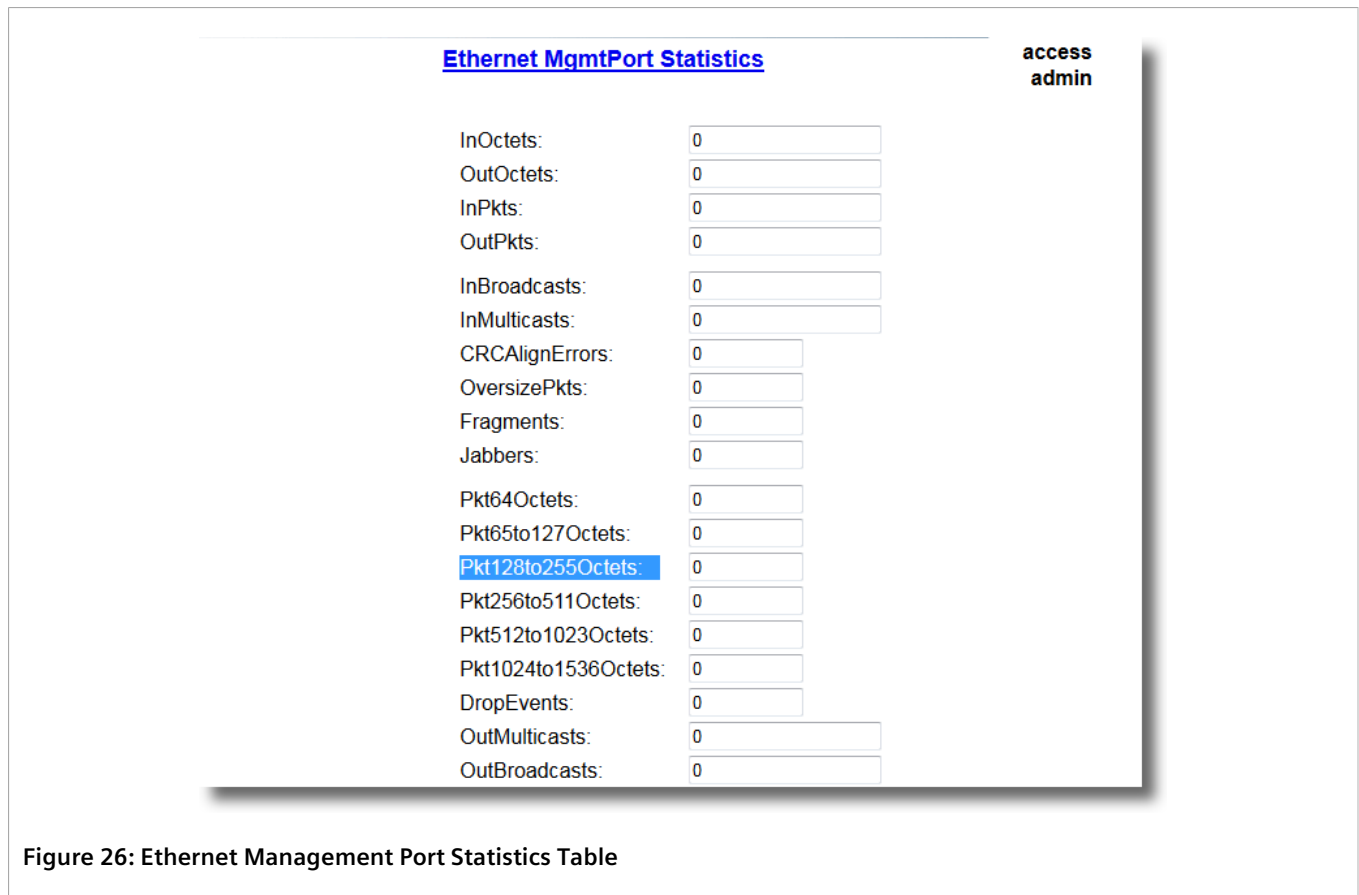 Ethernet MgmtPort Statistics
access
admin
InOctets: 0
OutOctets: 0
InPkts: 0
OutPkts: 0
InBroadcasts: 0
InMulticasts: 0
CRCAlignErrors: 0
OversizePkts: 0
Fragments: 0
Jabbers: 0
Pkt64Octets: 0
Pkt65to127Octets: 0
Pkt128to255Octets: 0
Pkt256to511Octets: 0
Pkt512to1023Octets: 0
Pkt1024to1536Octets: 0
DropEvents: 0
OutMulticasts: 0
OutBroadcasts: 0
Figure 26: Ethernet Management Port Statistics Table